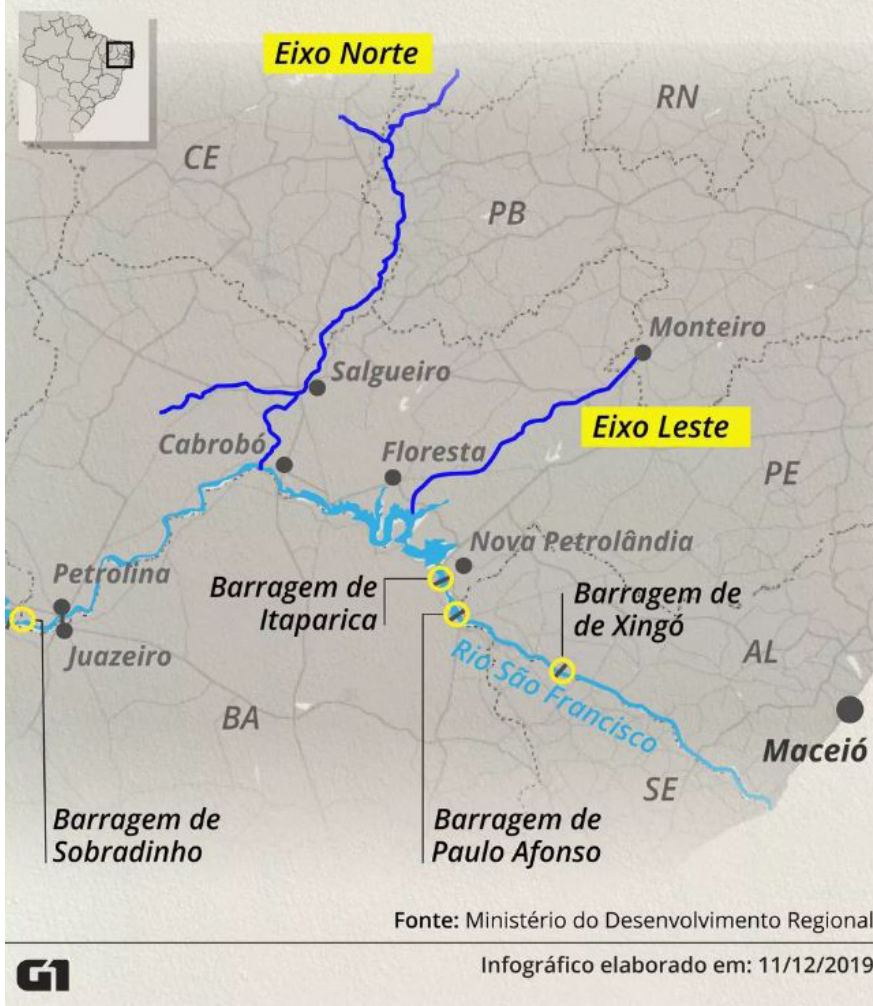 Eixo Norte
RN
CE
PB
Monteiro
Salgueiro
Eixo Leste
Cabrobó
Floresta
PE
Nova Petrolândia
Petrolina
Barragem de
Itaparica
Barragem de
de Xingó
Juazeiro
AL
Rio São Francisco
BA
Maceió
SE
Barragem de
Sobradinho
Barragem de
Paulo Afonso
Fonte: Ministério do Desenvolvimento Regional
G1
Infográfico elaborado em: 11/12/2019